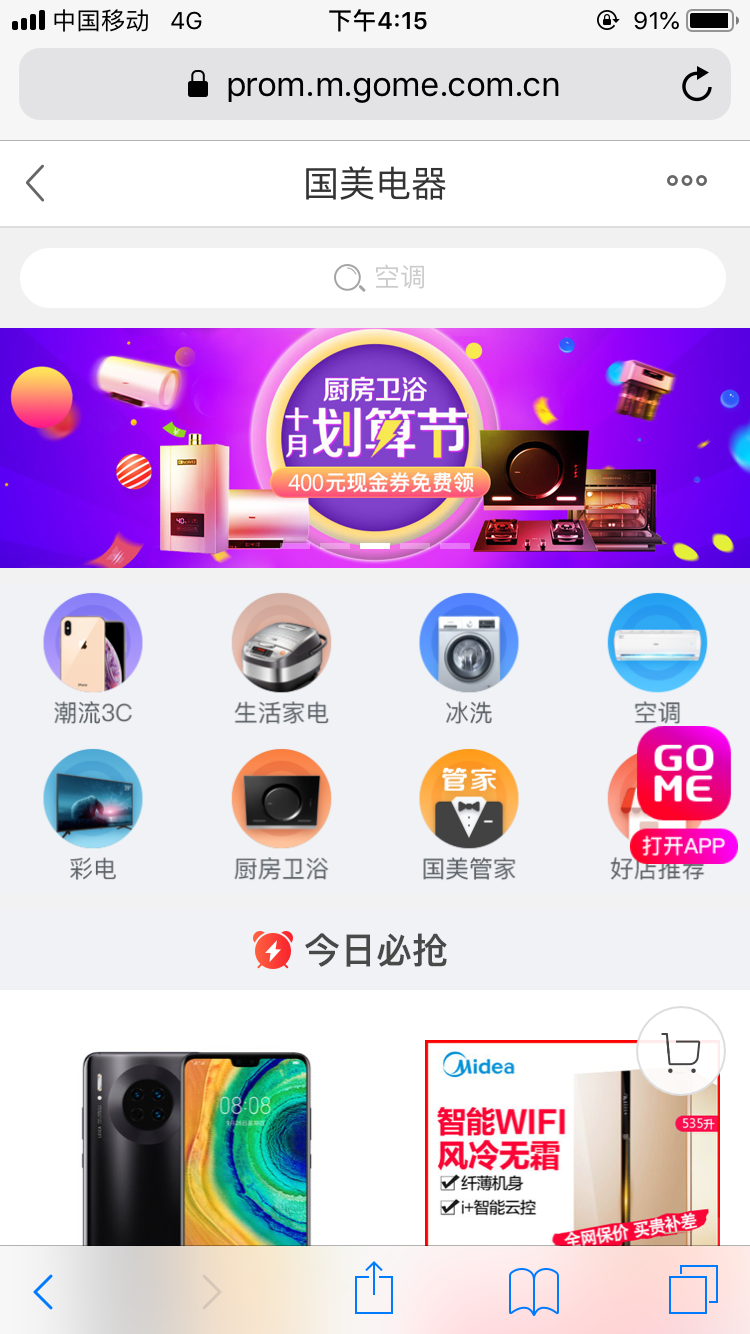 中国移动 4G 下午4:15 91%
prom.m.gome.com.cn
国美电器
空调
厨房卫浴
十月划算节
400元现金券免费领
潮流3C 生活家电 冰洗 空调
管家
彩电 厨房卫浴 国美管家 好店推荐
GOME
打开APP
今日必抢
08:08
Midea
智能WIFI
535升
风冷无霜
纤薄机身
i+智能云控
全网保价 买贵补差